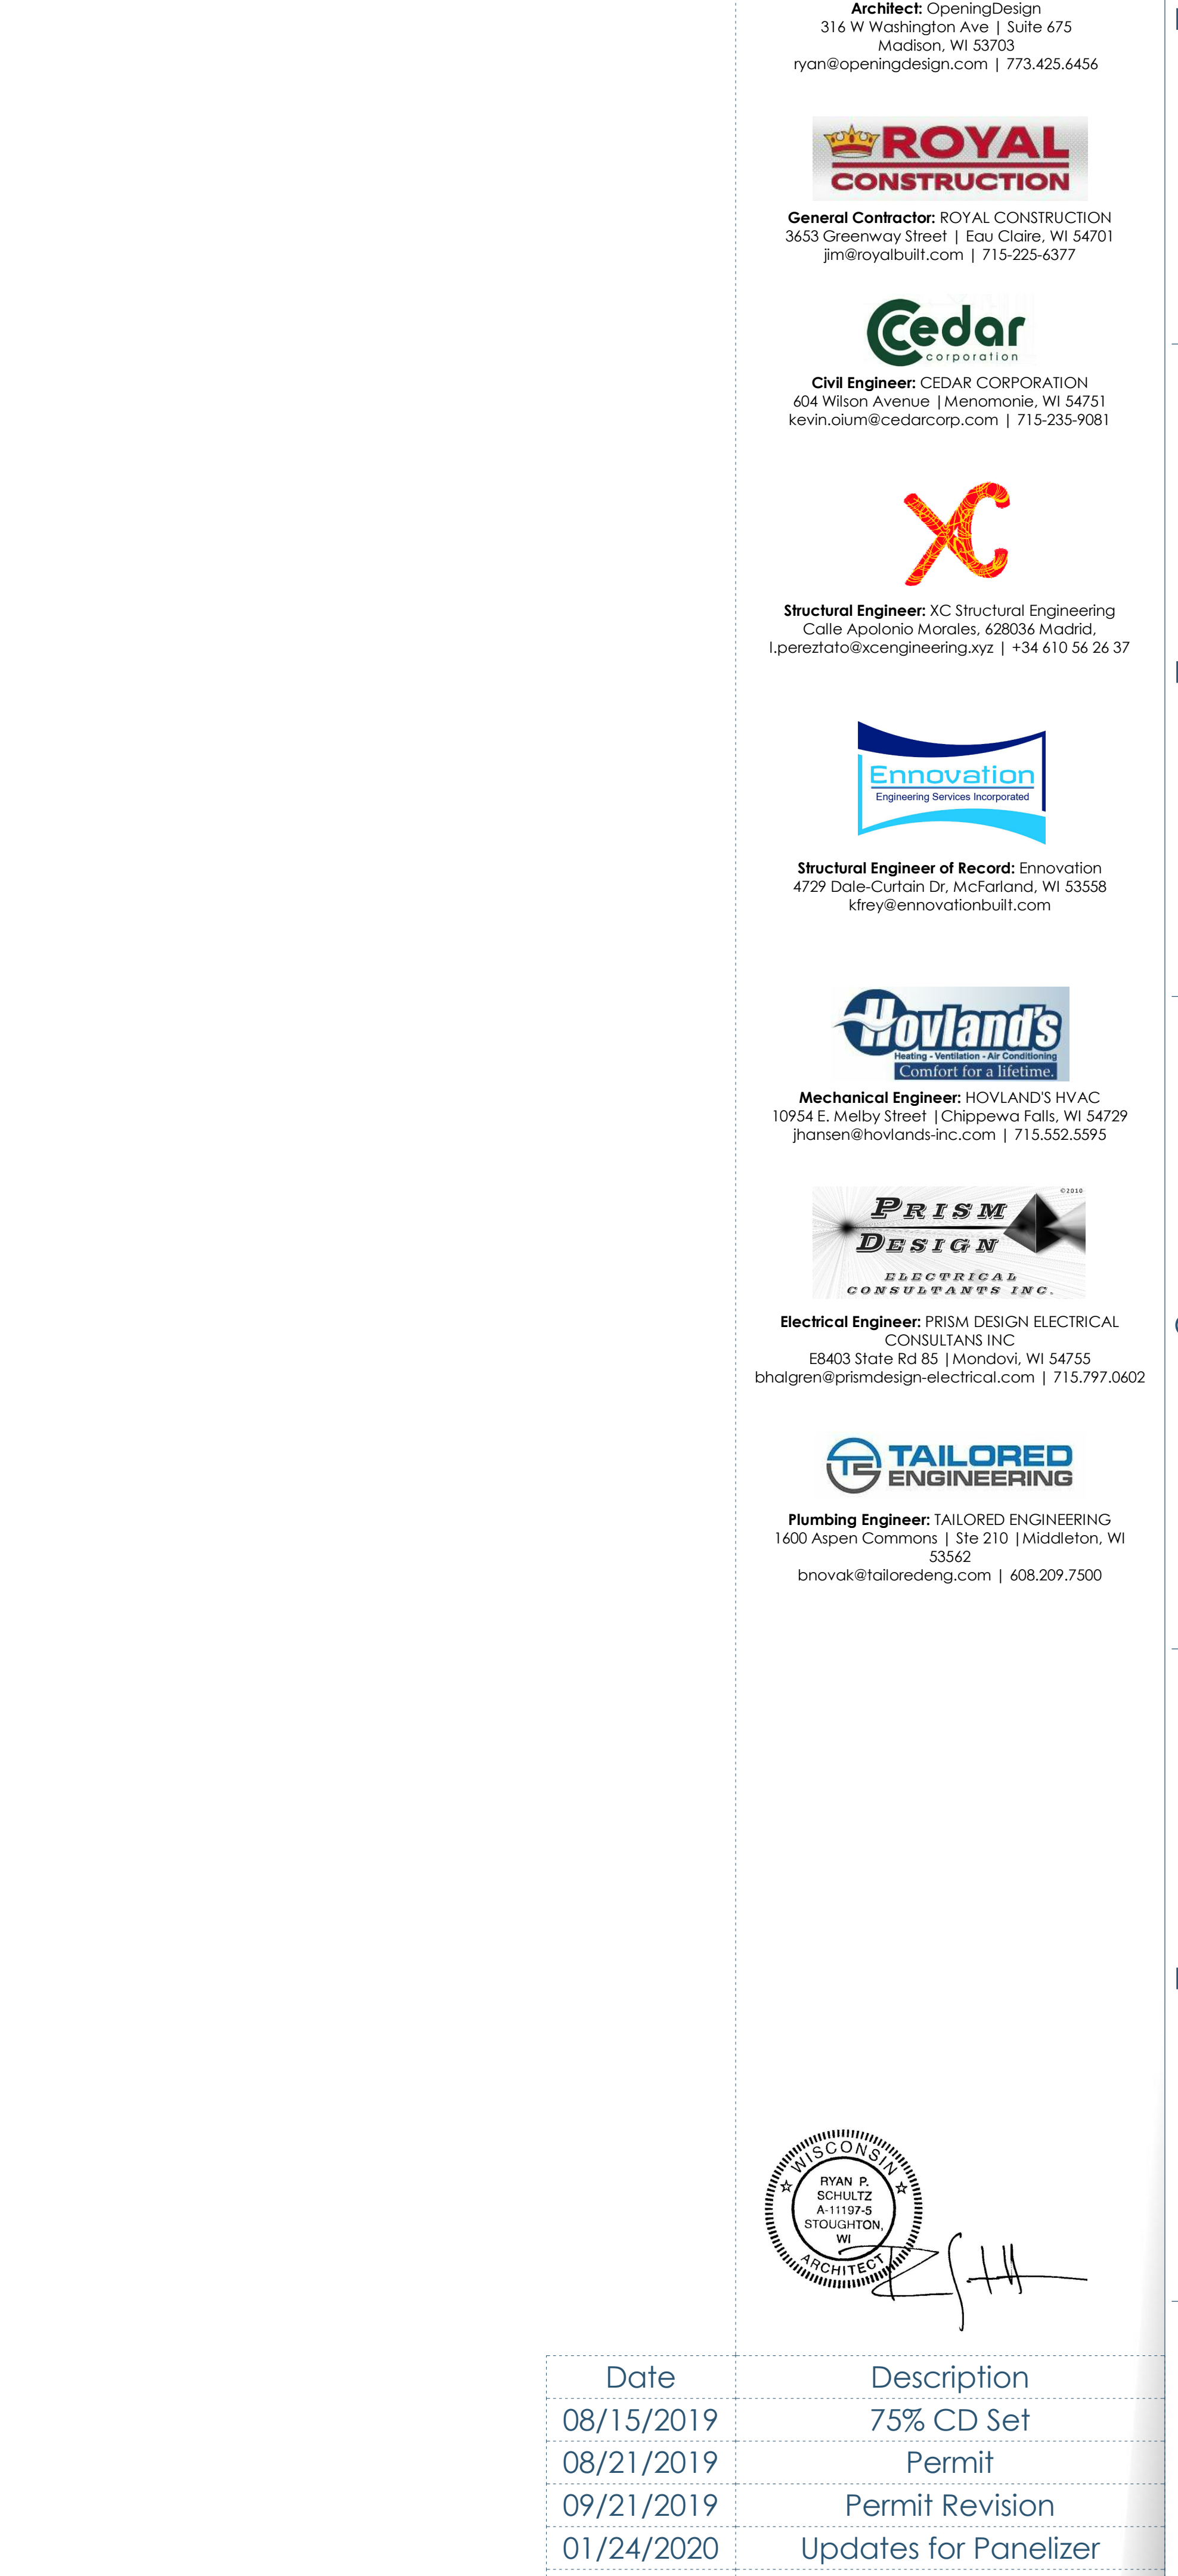 Architect: OpeningDesign
316 W Washington Ave | Suite 675
Madison, WI 53703
ryan@openingdesign.com | 773.425.6456
ROYAL
CONSTRUCTION
General Contractor: ROYAL CONSTRUCTION
3653 Greenway Street | Eau Claire, WI 54701
jim@royalbuilt.com | 715-225-6377
Cedar
corporation
Civil Engineer: CEDAR CORPORATION
604 Wilson Avenue |Menomonie, WI 54751
kevin.oium@cedarcorp.com | 715-235-9081
XC
Structural Engineer: XC Structural Engineering
Calle Apolonio Morales, 628036 Madrid,
l.pereztato@xcengineering.xyz | +34 610 56 26 37
Ennovation
Engineering Services Incorporated
Structural Engineer of Record: Ennovation
4729 Dale-Curtain Dr, McFarland, WI 53558
kfrey@ennovationbuilt.com
Hovland's
Heating - Ventilation - Air Conditioning
Comfort for a lifetime.
Mechanical Engineer: HOVLAND'S HVAC
10954 E. Melby Street |Chippewa Falls, WI 54729
jhansen@hovlands-inc.com | 715.552.5595
©2010
PRISM
DESIGN
ELECTRICAL
CONSULTANTS INC.
Electrical Engineer: PRISM DESIGN ELECTRICAL
CONSULTANS INC
E8403 State Rd 85 |Mondovi, WI 54755
bhalgren@prismdesign-electrical.com | 715.797.0602
TE TAILORED
ENGINEERING
Plumbing Engineer: TAILORED ENGINEERING
1600 Aspen Commons | Ste 210 |Middleton, WI
53562
bnovak@tailoredeng.com | 608.209.7500
WISCONSIN
RYAN P.
SCHULTZ
A-11197-5
STOUGHTON,
WI
ARCHITECT
Date Description
08/15/2019 75% CD Set
08/21/2019 Permit
09/21/2019 Permit Revision
01/24/2020 Updates for Panelizer